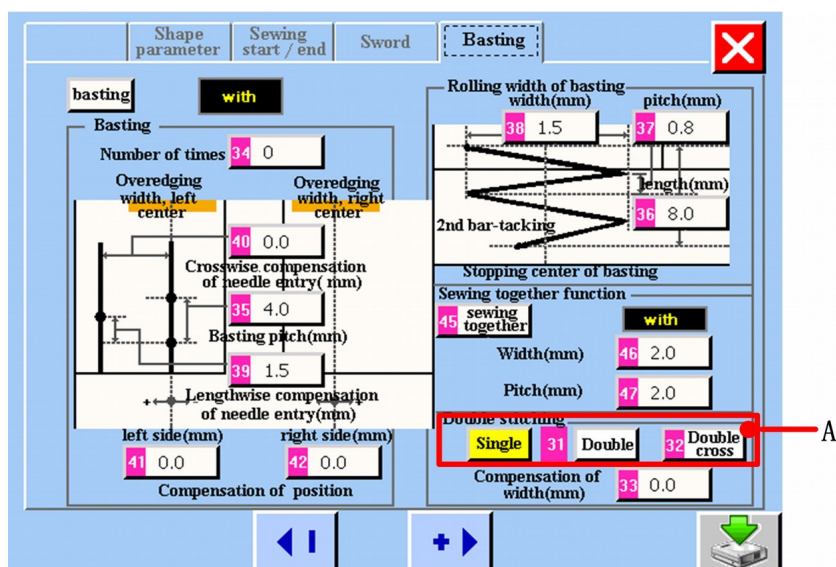 Shape
parameter
Sewing
start / end
Sword
Basting
basting
with
Basting
Number of times 34 0
Overedging
width, left
center
Overedging
width, right
center
40 0.0
Crosswise compensation
of needle entry( mm)
35 4.0
Basting pitch(mm)
39 1.5
Lengthwise compensation
of needle entry(mm)
left side(mm)
right side(mm)
41 0.0
42 0.0
Compensation of position
Rolling width of basting
width(mm)
pitch(mm)
38 1.5
37 0.8
length(mm)
36 8.0
2nd bar-tacking
Stopping center of basting
Sewing together function
45 sewing
together
with
Width(mm) 46 2.0
Pitch(mm) 47 2.0
Double stitching
Single 31 Double 32 Double
cross
A
Compensation of
width(mm)
33 0.0